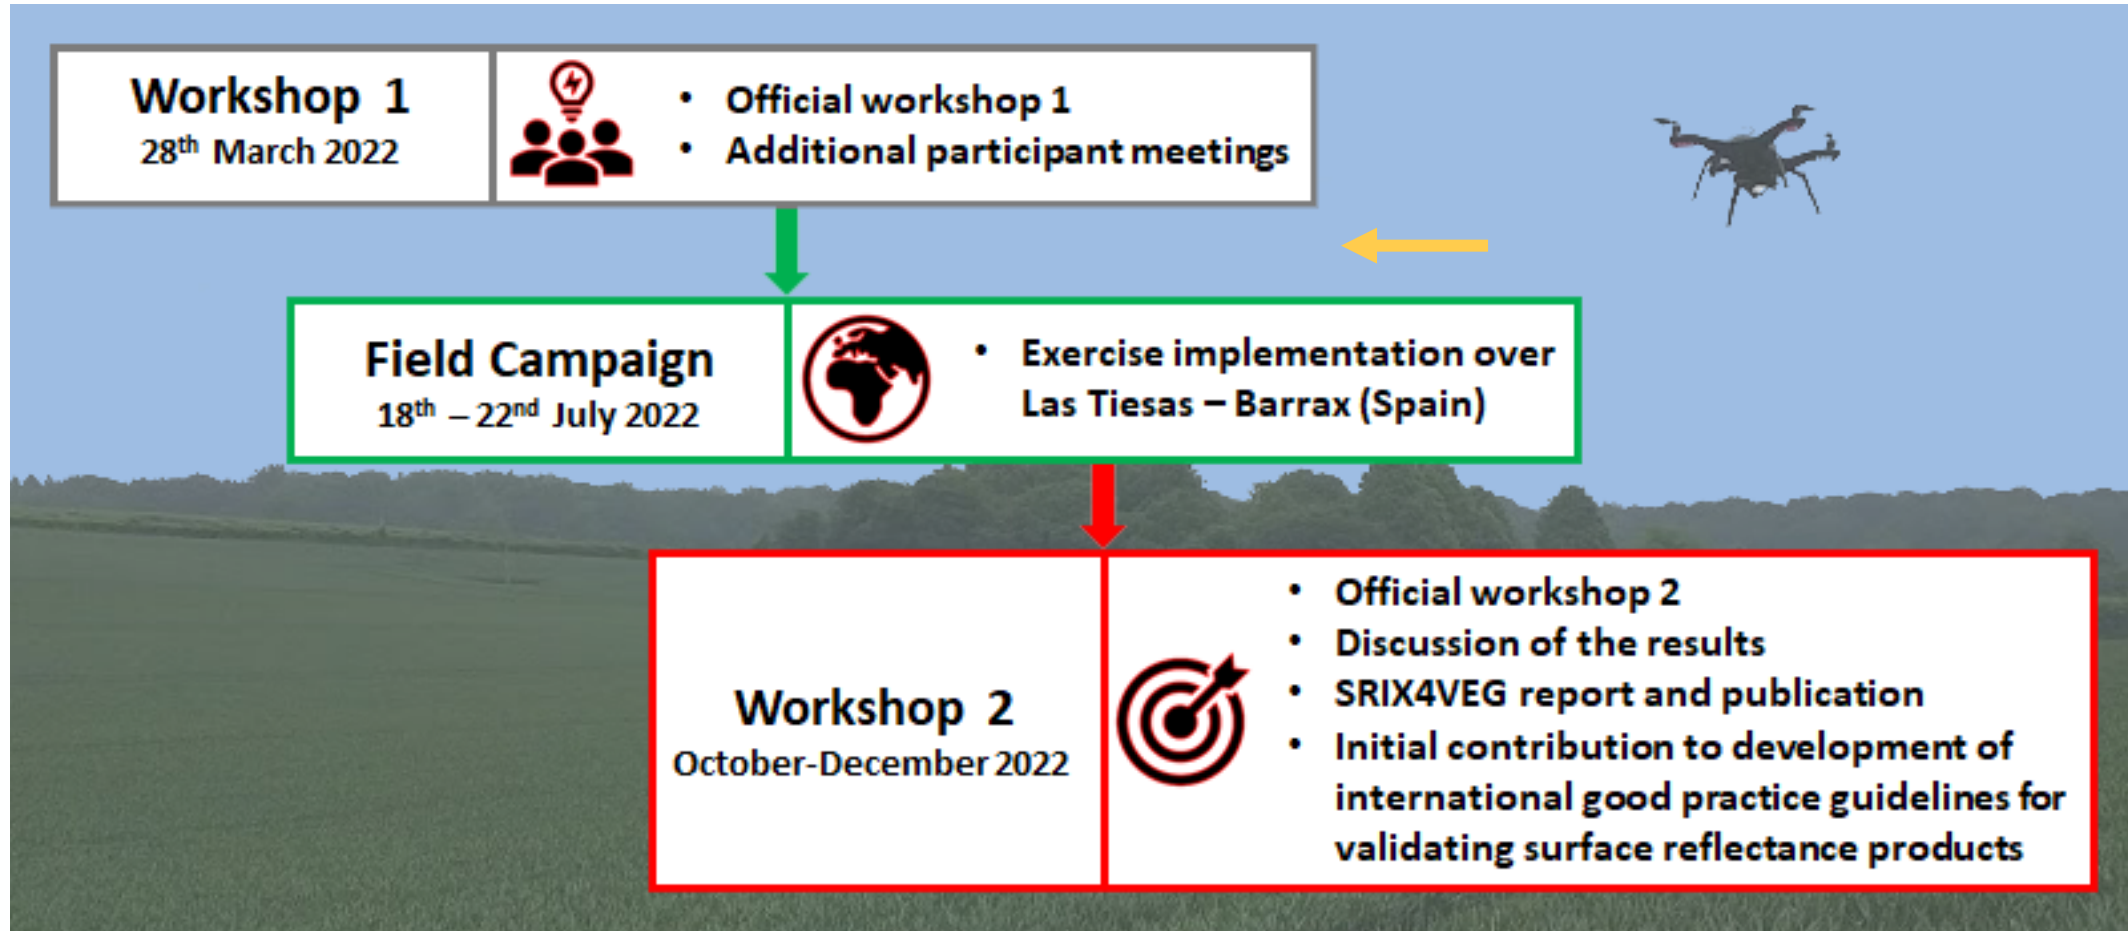 Workshop 1
28th March 2022
• Official workshop 1
• Additional participant meetings
Field Campaign
18th – 22nd July 2022
• Exercise implementation over
Las Tiesas – Barrax (Spain)
Workshop 2
October-December 2022
• Official workshop 2
• Discussion of the results
• SRIX4VEG report and publication
• Initial contribution to development of
international good practice guidelines for
validating surface reflectance products